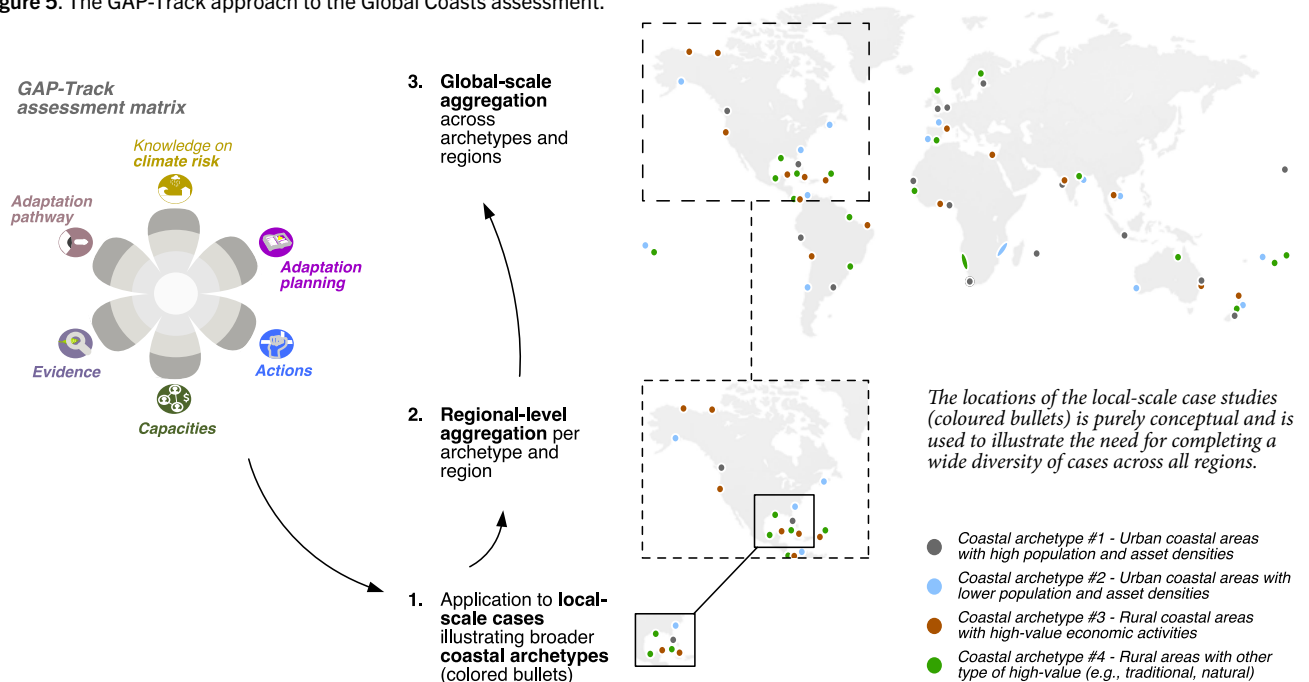 Figure 5. The GAP-Track approach to the Global Coasts assessment.
GAP-Track
assessment matrix
Knowledge on
climate risk
Adaptation
pathway
Adaptation
planning
Evidence
Actions
$
Capacities
3. Global-scale
aggregation
across
archetypes and
regions
2. Regional-level
aggregation per
archetype and
region
1. Application to local-
scale cases
illustrating broader
coastal archetypes
(colored bullets)
The locations of the local-scale case studies
(coloured bullets) is purely conceptual and is
used to illustrate the need for completing a
wide diversity of cases across all regions.
Coastal archetype #1 - Urban coastal areas
with high population and asset densities
Coastal archetype #2 - Urban coastal areas with
lower population and asset densities
Coastal archetype #3 - Rural coastal areas
with high-value economic activities
Coastal archetype #4 - Rural areas with other
type of high-value (e.g., traditional, natural)